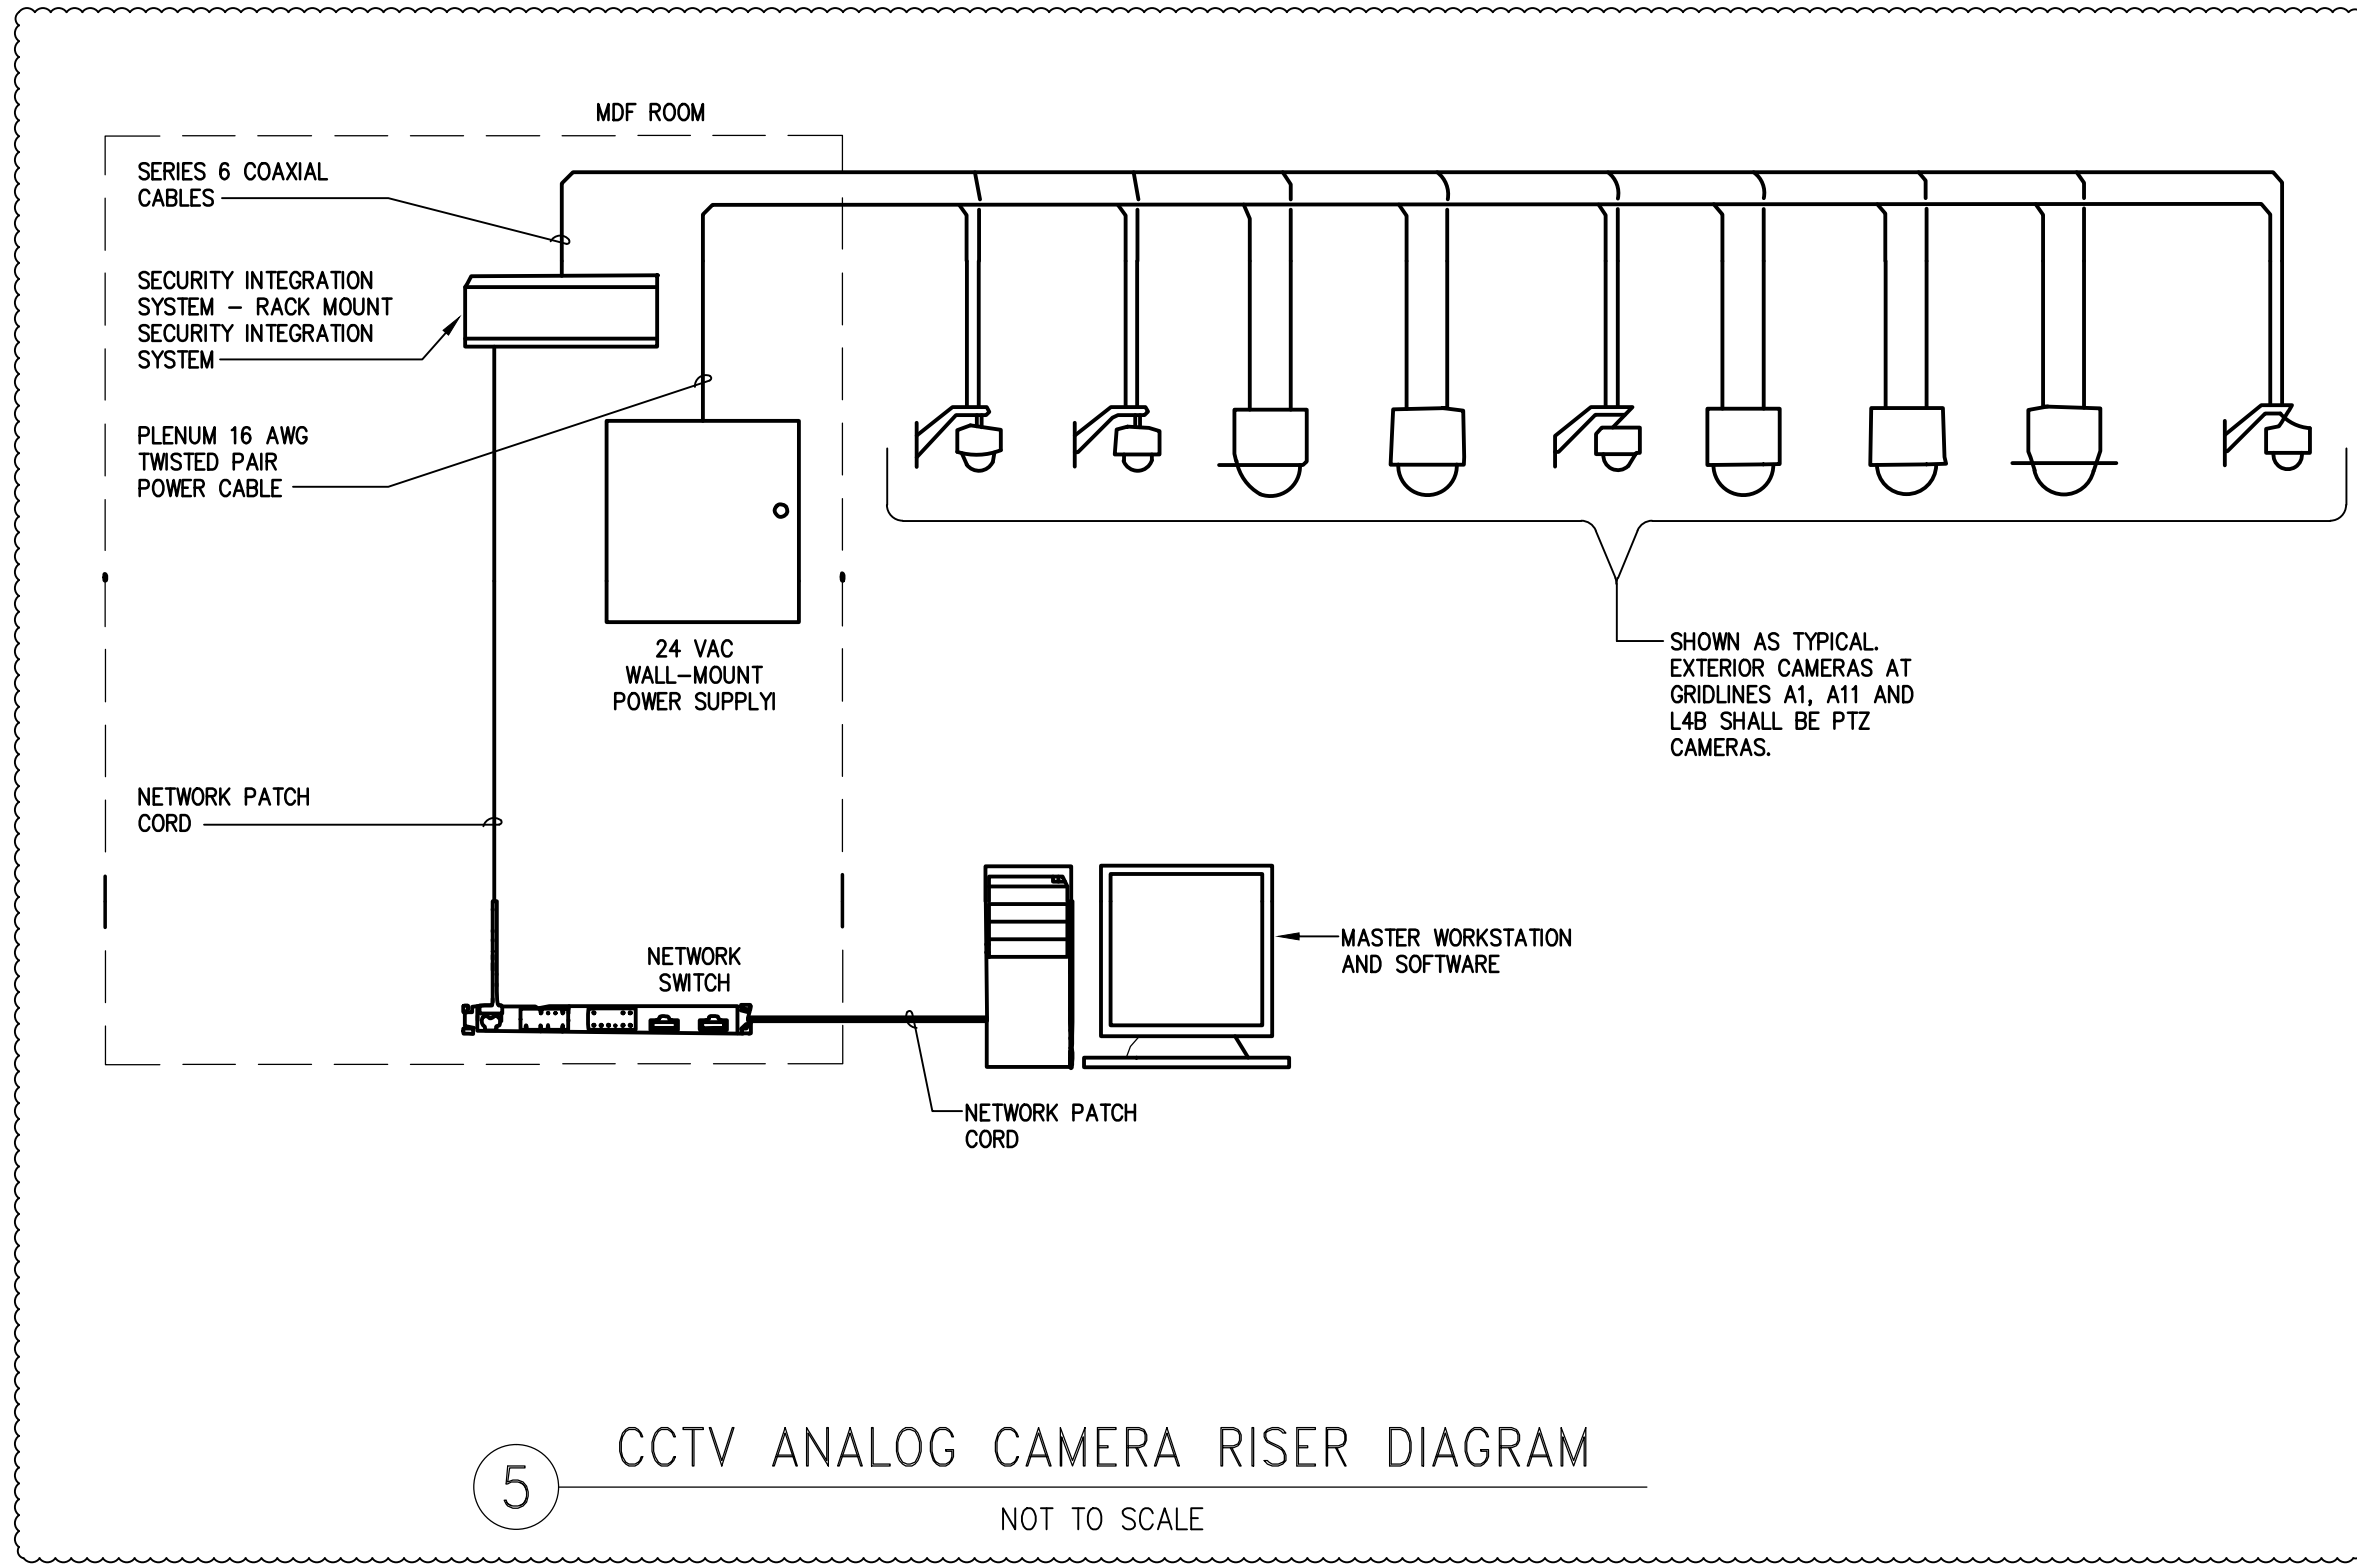 MDF ROOM
SERIES 6 COAXIAL
CABLES
SECURITY INTEGRATION
SYSTEM – RACK MOUNT
SECURITY INTEGRATION
SYSTEM
PLENUM 16 AWG
TWISTED PAIR
POWER CABLE
24 VAC
WALL–MOUNT
POWER SUPPLYI
SHOWN AS TYPICAL.
EXTERIOR CAMERAS AT
GRIDLINES A1, A11 AND
L4B SHALL BE PTZ
CAMERAS.
NETWORK PATCH
CORD
NETWORK
SWITCH
MASTER WORKSTATION
AND SOFTWARE
NETWORK PATCH
CORD
5
CCTV ANALOG CAMERA RISER DIAGRAM
NOT TO SCALE